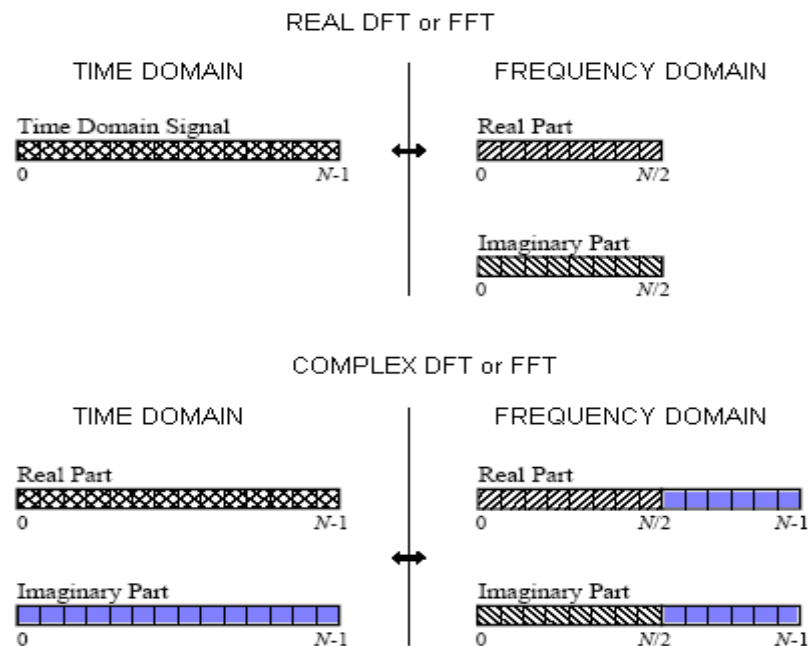 REAL DFT or FFT
TIME DOMAIN
FREQUENCY DOMAIN
Time Domain Signal
0 N-1
Real Part
0 N/2
Imaginary Part
0 N/2
COMPLEX DFT or FFT
TIME DOMAIN
FREQUENCY DOMAIN
Real Part
0 N-1
Imaginary Part
0 N-1
Real Part
0 N/2 N-1
Imaginary Part
0 N/2 N-1